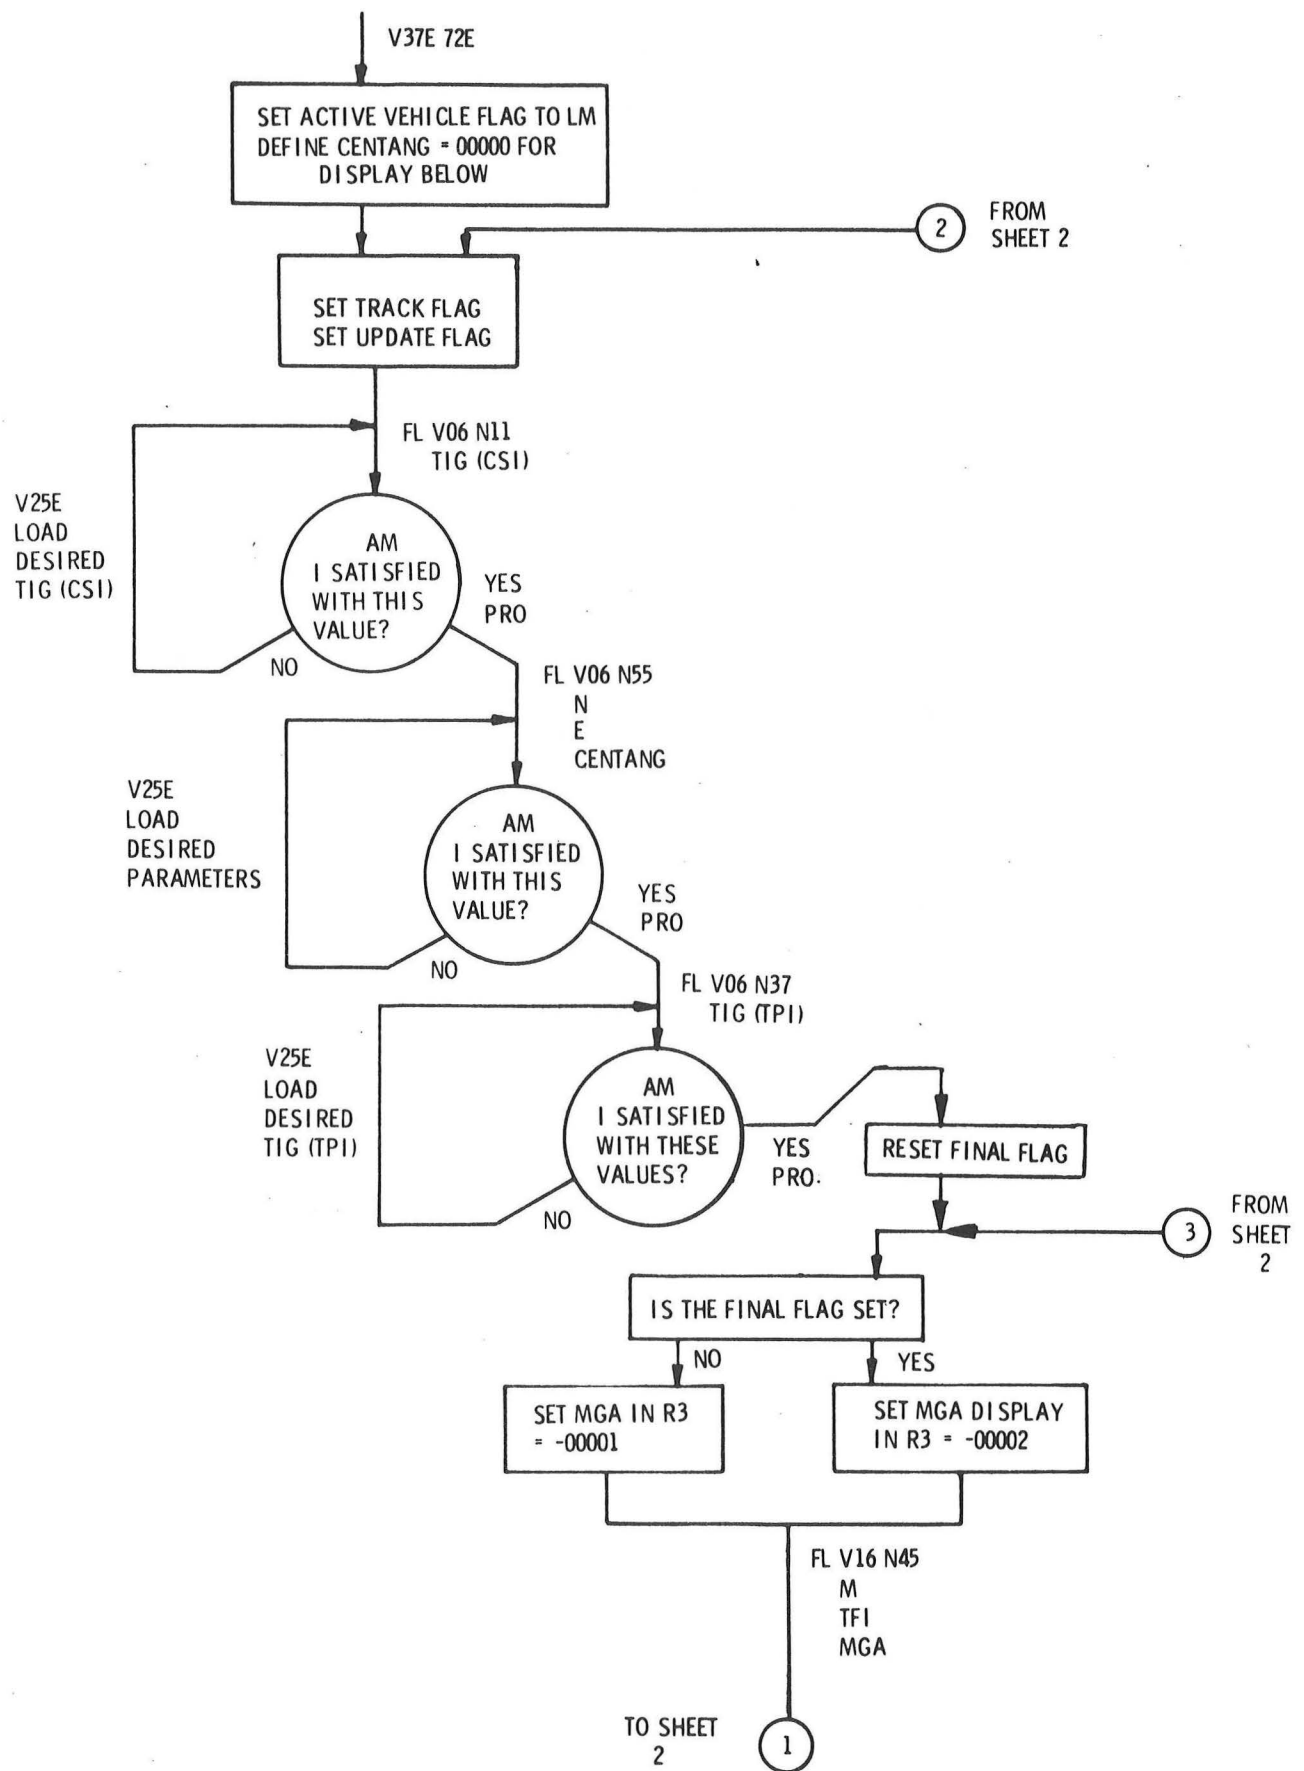 V37E 72E
SET ACTIVE VEHICLE FLAG TO LM
DEFINE CENTANG = 00000 FOR
DISPLAY BELOW
2
FROM
SHEET 2
SET TRACK FLAG
SET UPDATE FLAG
FL V06 N11
TIG (CSI)
V25E
LOAD
DESIRED
TIG (CSI)
AM
I SATISFIED
WITH THIS
VALUE?
YES
PRO
NO
FL V06 N55
N
E
CENTANG
V25E
LOAD
DESIRED
PARAMETERS
AM
I SATISFIED
WITH THIS
VALUE?
YES
PRO
NO
FL V06 N37
TIG (TPI)
V25E
LOAD
DESIRED
TIG (TPI)
AM
I SATISFIED
WITH THESE
VALUES?
YES
PRO.
NO
RESET FINAL FLAG
3
FROM
SHEET
2
IS THE FINAL FLAG SET?
NO
YES
SET MGA IN R3
= -00001
SET MGA DISPLAY
IN R3 = -00002
FL V16 N45
M
TFI
MGA
TO SHEET
2
1